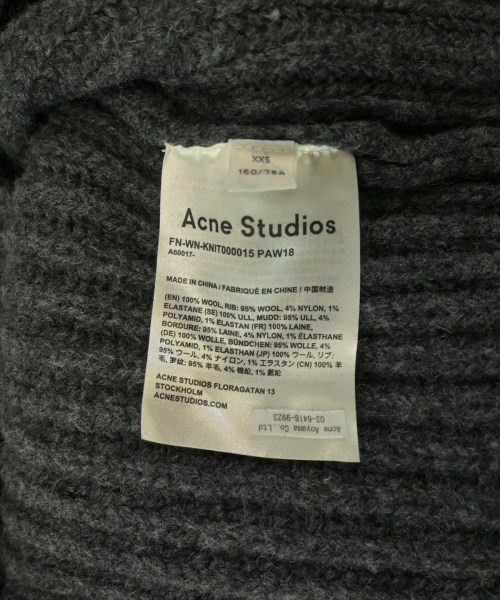 XXS
160/76A
Acne Studios
FN-WN-KNIT000015 PAW18
A60017-
MADE IN CHINA / FABRIQUÉ EN CHINE / 中国制造
(EN) 100% WOOL, RIB: 95% WOOL, 4% NYLON, 1%
ELASTANE (SE) 100% ULL, MUDD: 95% ULL, 4%
POLYAMID, 1% ELASTAN (FR) 100% LAINE,
BORDURE: 95% LAINE, 4% NYLON, 1% ÉLASTHANE
(DE) 100% WOLLE, BÜNDCHEN: 95% WOLLE, 4%
POLYAMID, 1% ELASTHAN (JP) 100% ウール, リブ:
95% ウール, 4% ナイロン, 1% エラスタン (CN) 100% 羊
毛, 罗纹: 95% 羊毛, 4% 锦纶, 1% 氨纶
ACNE STUDIOS FLORAGATAN 13
STOCKHOLM
ACNESTUDIOS.COM
Acne Aoyama Co., Ltd
03-6418-9923